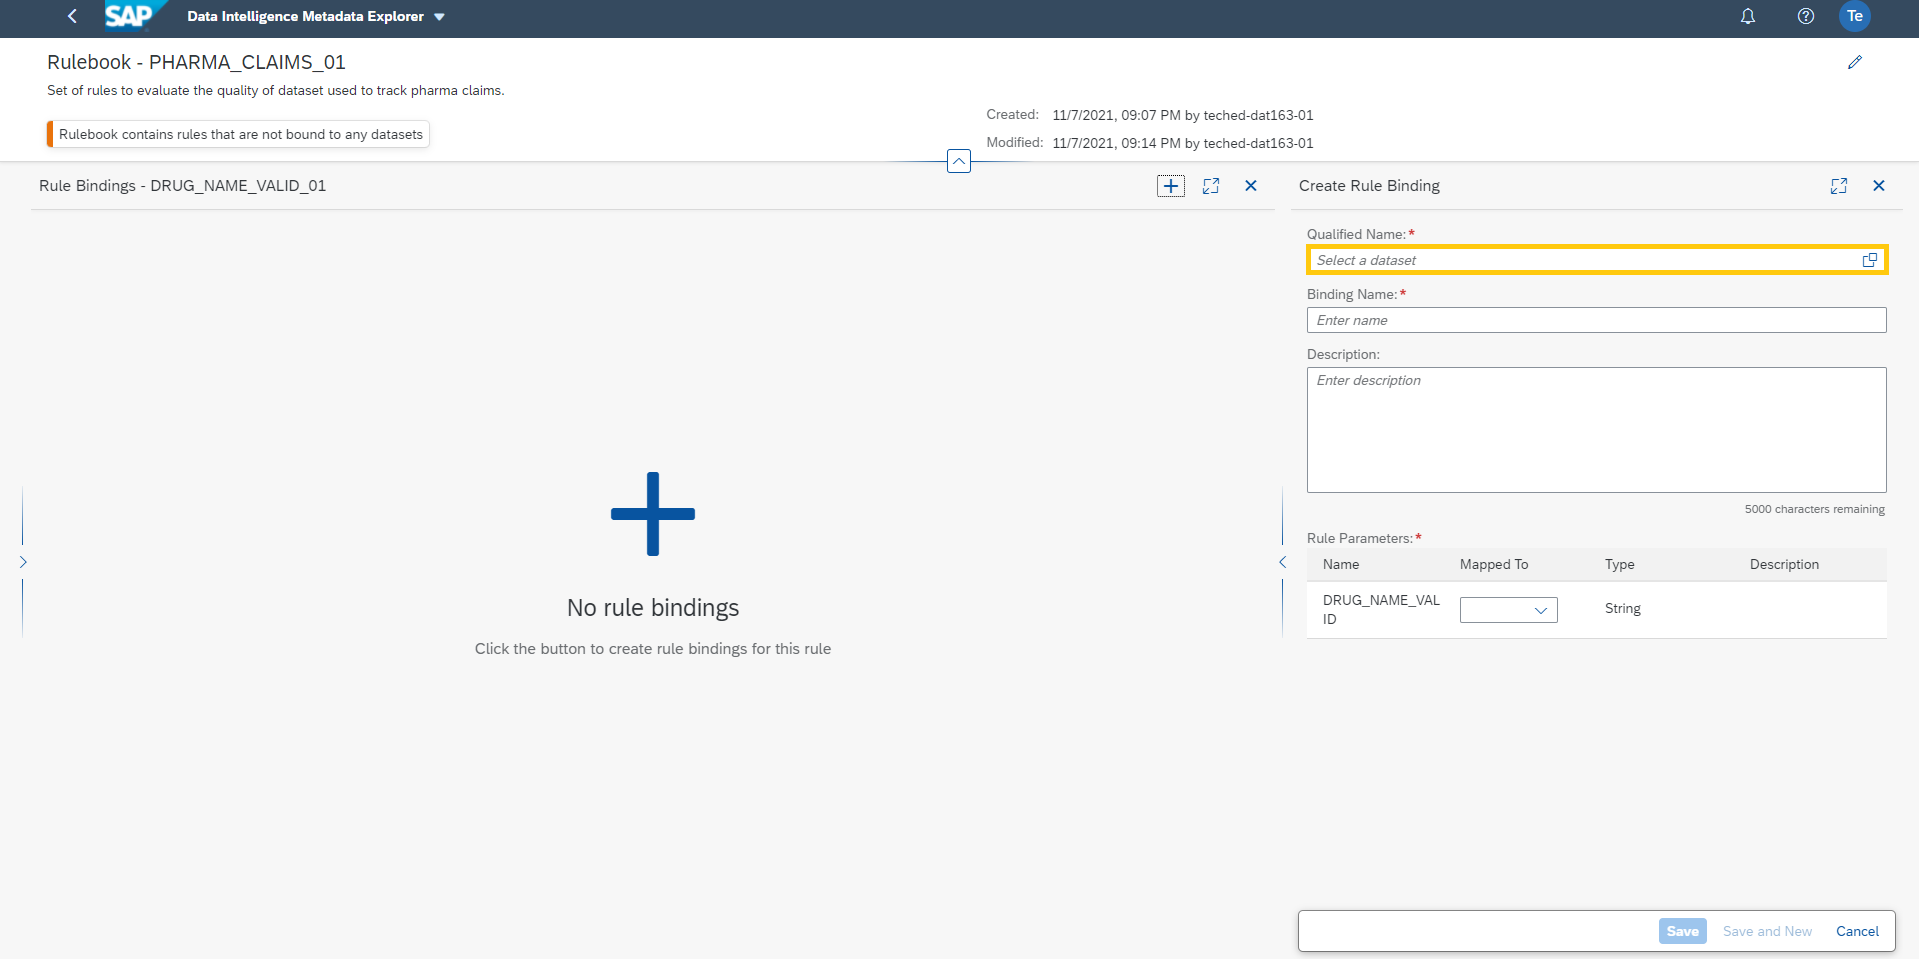 SAP
Data Intelligence Metadata Explorer
Te
Rulebook - PHARMA_CLAIMS_01
Set of rules to evaluate the quality of dataset used to track pharma claims.
Rulebook contains rules that are not bound to any datasets
Created: 11/7/2021, 09:07 PM by teched-dat163-01
Modified: 11/7/2021, 09:14 PM by teched-dat163-01
Rule Bindings - DRUG_NAME_VALID_01
No rule bindings
Click the button to create rule bindings for this rule
Create Rule Binding
Qualified Name:*
Select a dataset
Binding Name:*
Enter name
Description:
Enter description
5000 characters remaining
Rule Parameters:*
Name Mapped To Type Description
DRUG_NAME_VAL
ID
String
Save Save and New Cancel